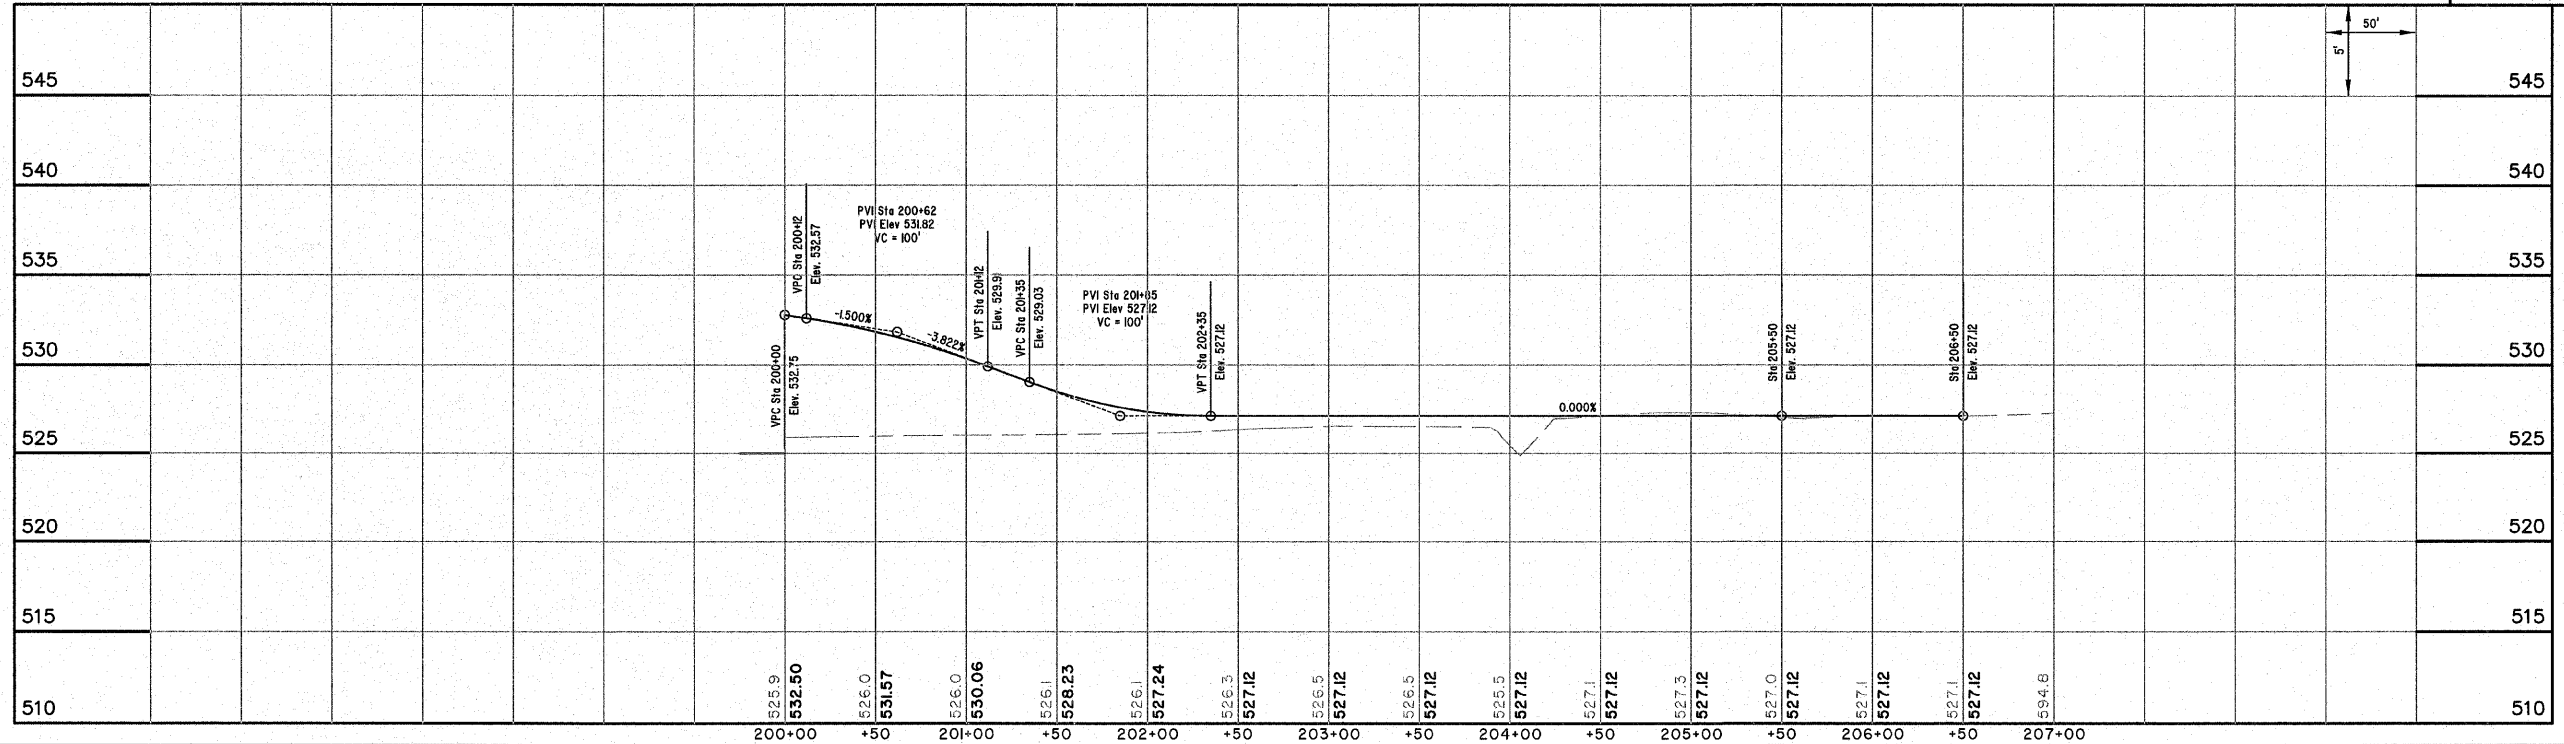 50'
5'
545
545
540
540
535
535
530
530
525
525
520
520
515
515
510
510
VPC Sta 200+00
Elev. 532.75
VPC Sta 200+12
Elev. 532.57
-1.500%
PVI Sta 200+62
PVI Elev 531.82
VC = 100'
-3.822%
VPT Sta 201+12
Elev. 529.91
VPC Sta 201+35
Elev. 529.03
PVI Sta 201+85
PVI Elev 527.12
VC = 100'
VPT Sta 202+35
Elev. 527.12
0.000%
Sta 205+50
Elev. 527.12
Sta 206+50
Elev. 527.12
525.9
532.50
526.0
531.57
526.0
530.06
526.1
528.23
526.1
527.24
526.3
527.12
526.5
527.12
526.5
527.12
525.5
527.12
527.1
527.12
527.3
527.12
527.0
527.12
527.1
527.12
527.1
527.12
594.8
200+00 +50 201+00 +50 202+00 +50 203+00 +50 204+00 +50 205+00 +50 206+00 +50 207+00